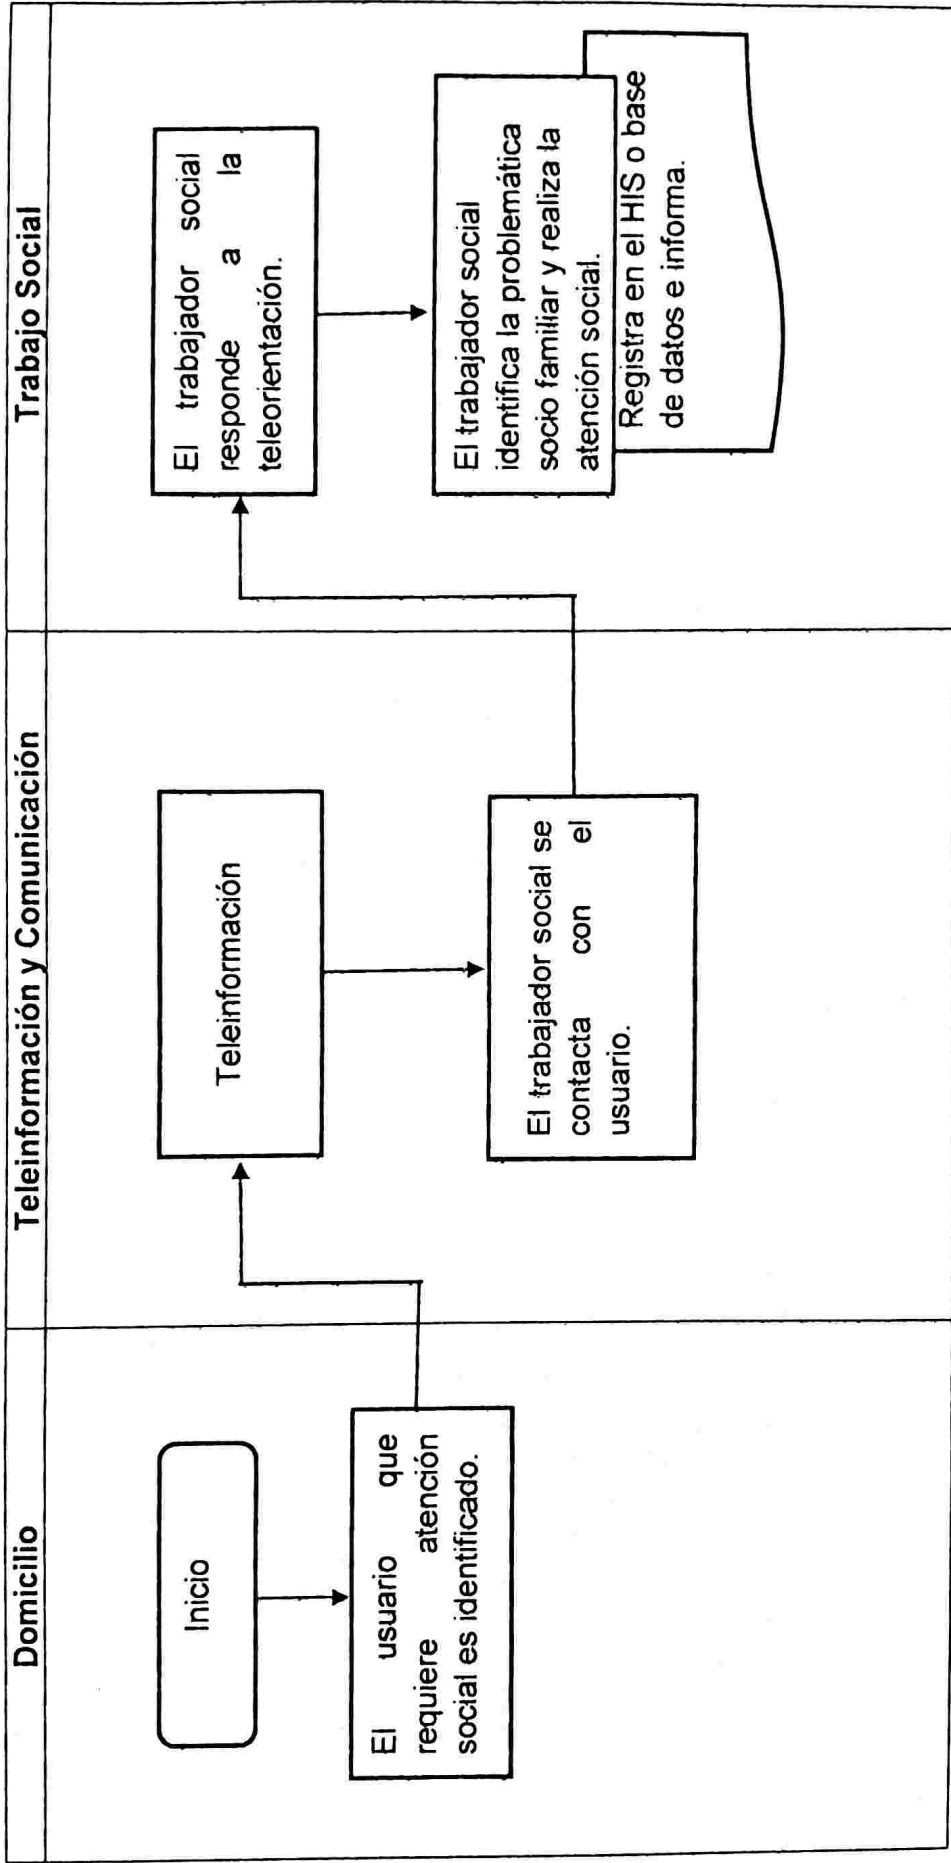 Domicilio
Teleinformación y Comunicación
Trabajo Social
Inicio
El usuario que
requiere atención
social es identificado.
Teleinformación
El trabajador social se
contacta con el
usuario.
El trabajador social
responde a la
teleorientación.
El trabajador social
identifica la problemática
socio familiar y realiza la
atención social.
Registra en el HIS o base
de datos e informa.